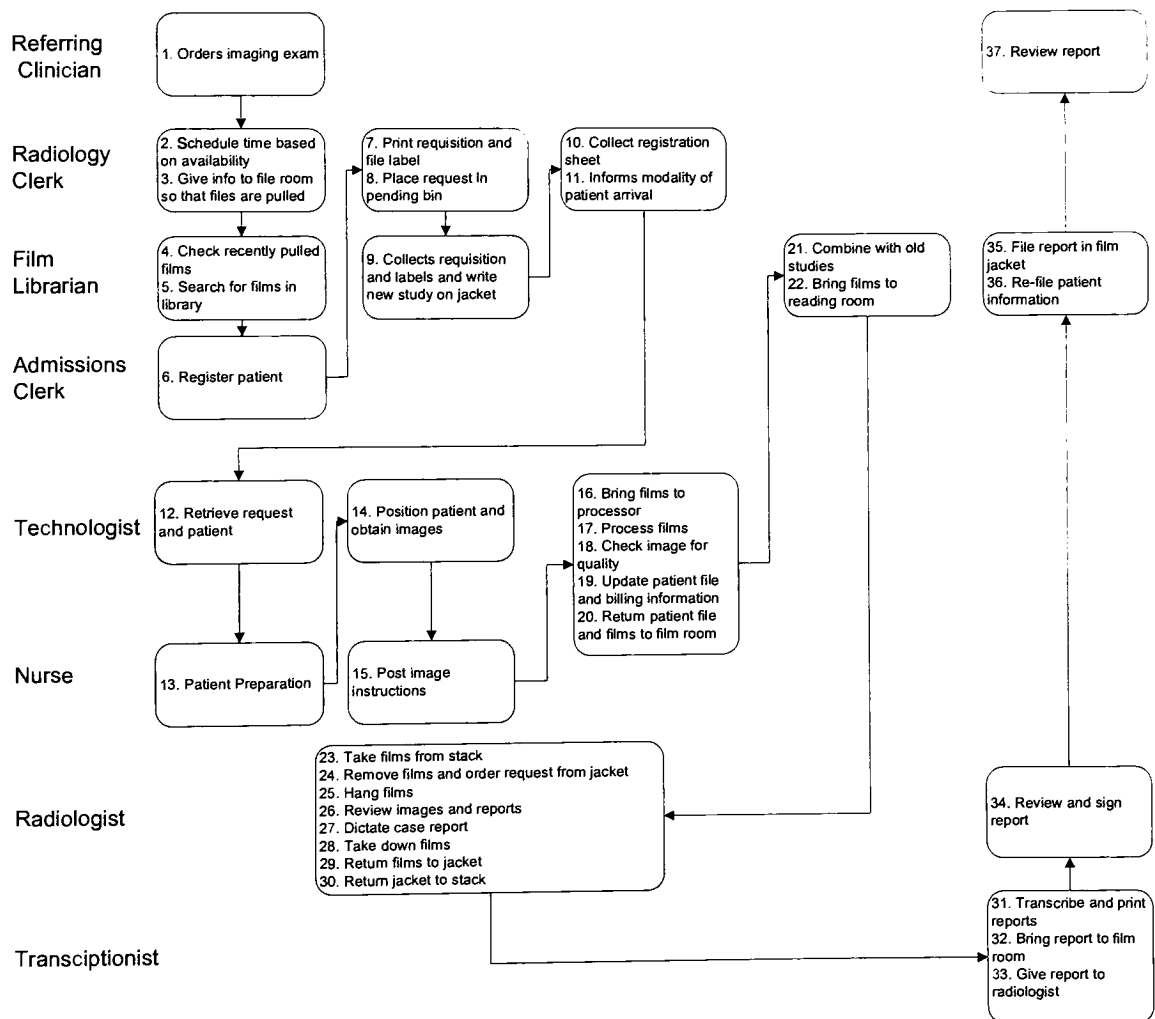 Referring
Clinician
1. Orders imaging exam
37. Review report
Radiology
Clerk
2. Schedule time based
on availability
3. Give info to file room
so that files are pulled
7. Print requisition and
file label
8. Place request in
pending bin
10. Collect registration
sheet
11. Informs modality of
patient arrival
Film
Librarian
4. Check recently pulled
films
5. Search for films in
library
9. Collects requisition
and labels and write
new study on jacket
21. Combine with old
studies
22. Bring films to
reading room
35. File report in film
jacket
36. Re-file patient
information
Admissions
Clerk
6. Register patient
Technologist
12. Retrieve request
and patient
14. Position patient and
obtain images
16. Bring films to
processor
17. Process films
18. Check image for
quality
19. Update patient file
and billing information
20. Return patient file
and films to film room
Nurse
13. Patient Preparation
15. Post image
instructions
Radiologist
23. Take films from stack
24. Remove films and order request from jacket
25. Hang films
26. Review images and reports
27. Dictate case report
28. Take down films
29. Return films to jacket
30. Return jacket to stack
34. Review and sign
report
Transciptionist
31. Transcribe and print
reports
32. Bring report to film
room
33. Give report to
radiologist